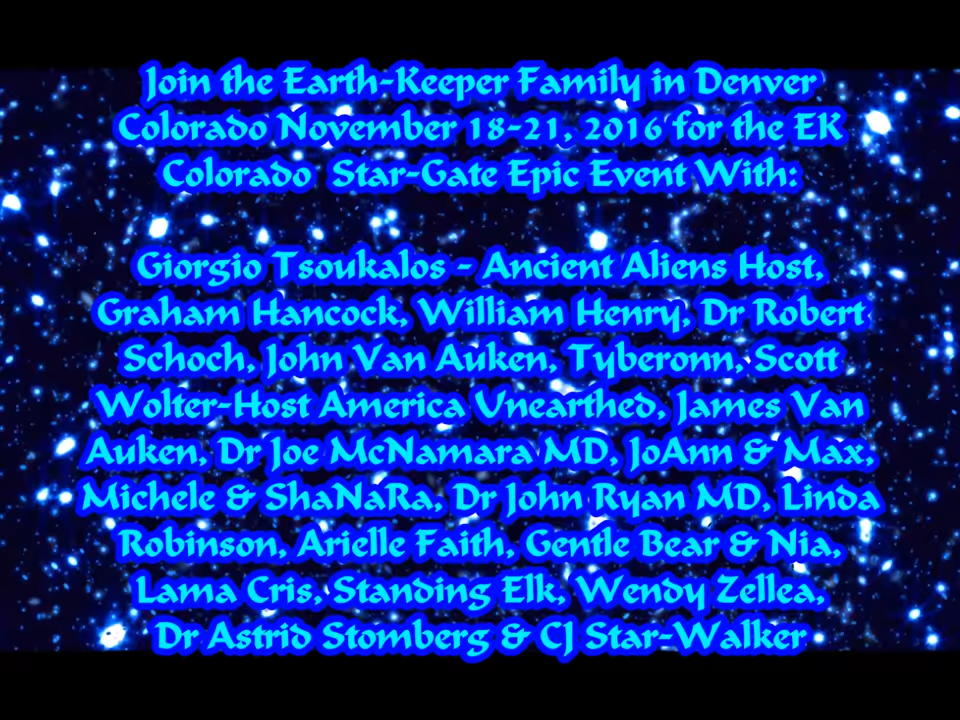 Join the Earth-Keeper Family in Denver
Colorado November 18-21, 2016 for the EK
Colorado Star-Gate Epic Event With:
Giorgio Tsoukalos - Ancient Aliens Host,
Graham Hancock, William Henry, Dr Robert
Schoch, John Van Auken, Tyberonn, Scott
Wolter-Host America Unearthed, James Van
Auken, Dr Joe McNamara MD, JoAnn & Max,
Michele & ShaNaRa, Dr John Ryan MD, Linda
Robinson, Arielle Faith, Gentle Bear & Nia,
Lama Cris, Standing Elk, Wendy Zellea,
Dr Astrid Stomberg & CJ Star-Walker